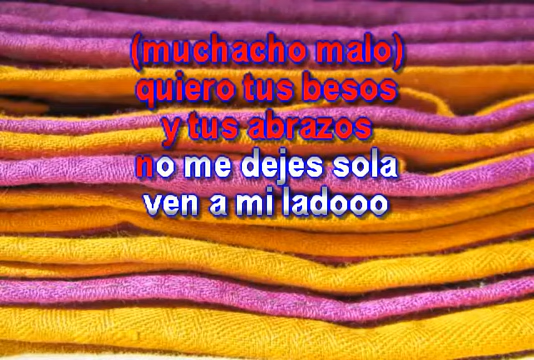 (muchacho malo)
quiero tus besos
y tus abrazos
no me dejes sola
ven a mi ladooo